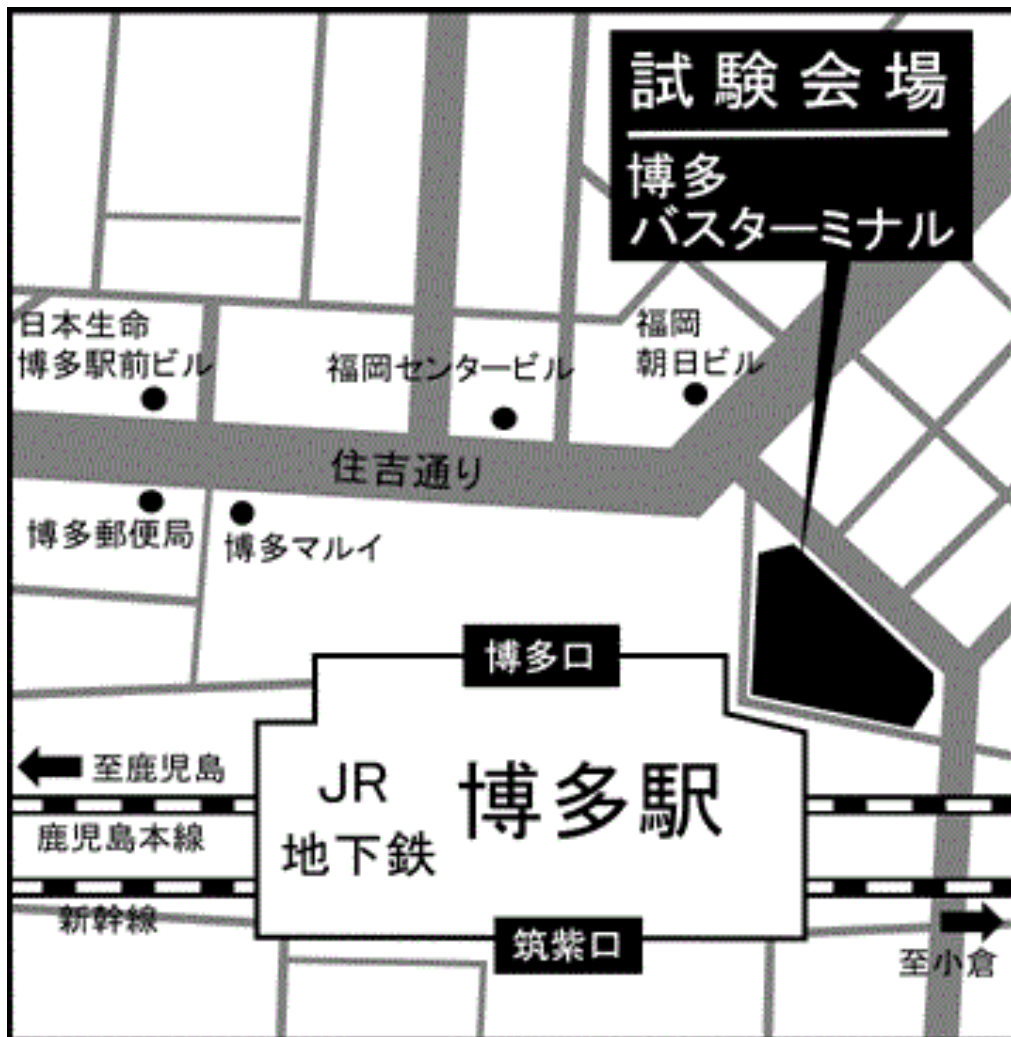 試験会場
博多
バスターミナル
日本生命
博多駅前ビル
福岡センタービル
福岡
朝日ビル
住吉通り
博多郵便局
博多マルイ
博多口
至鹿児島
JR
地下鉄
博多駅
鹿児島本線
新幹線
筑紫口
至小倉